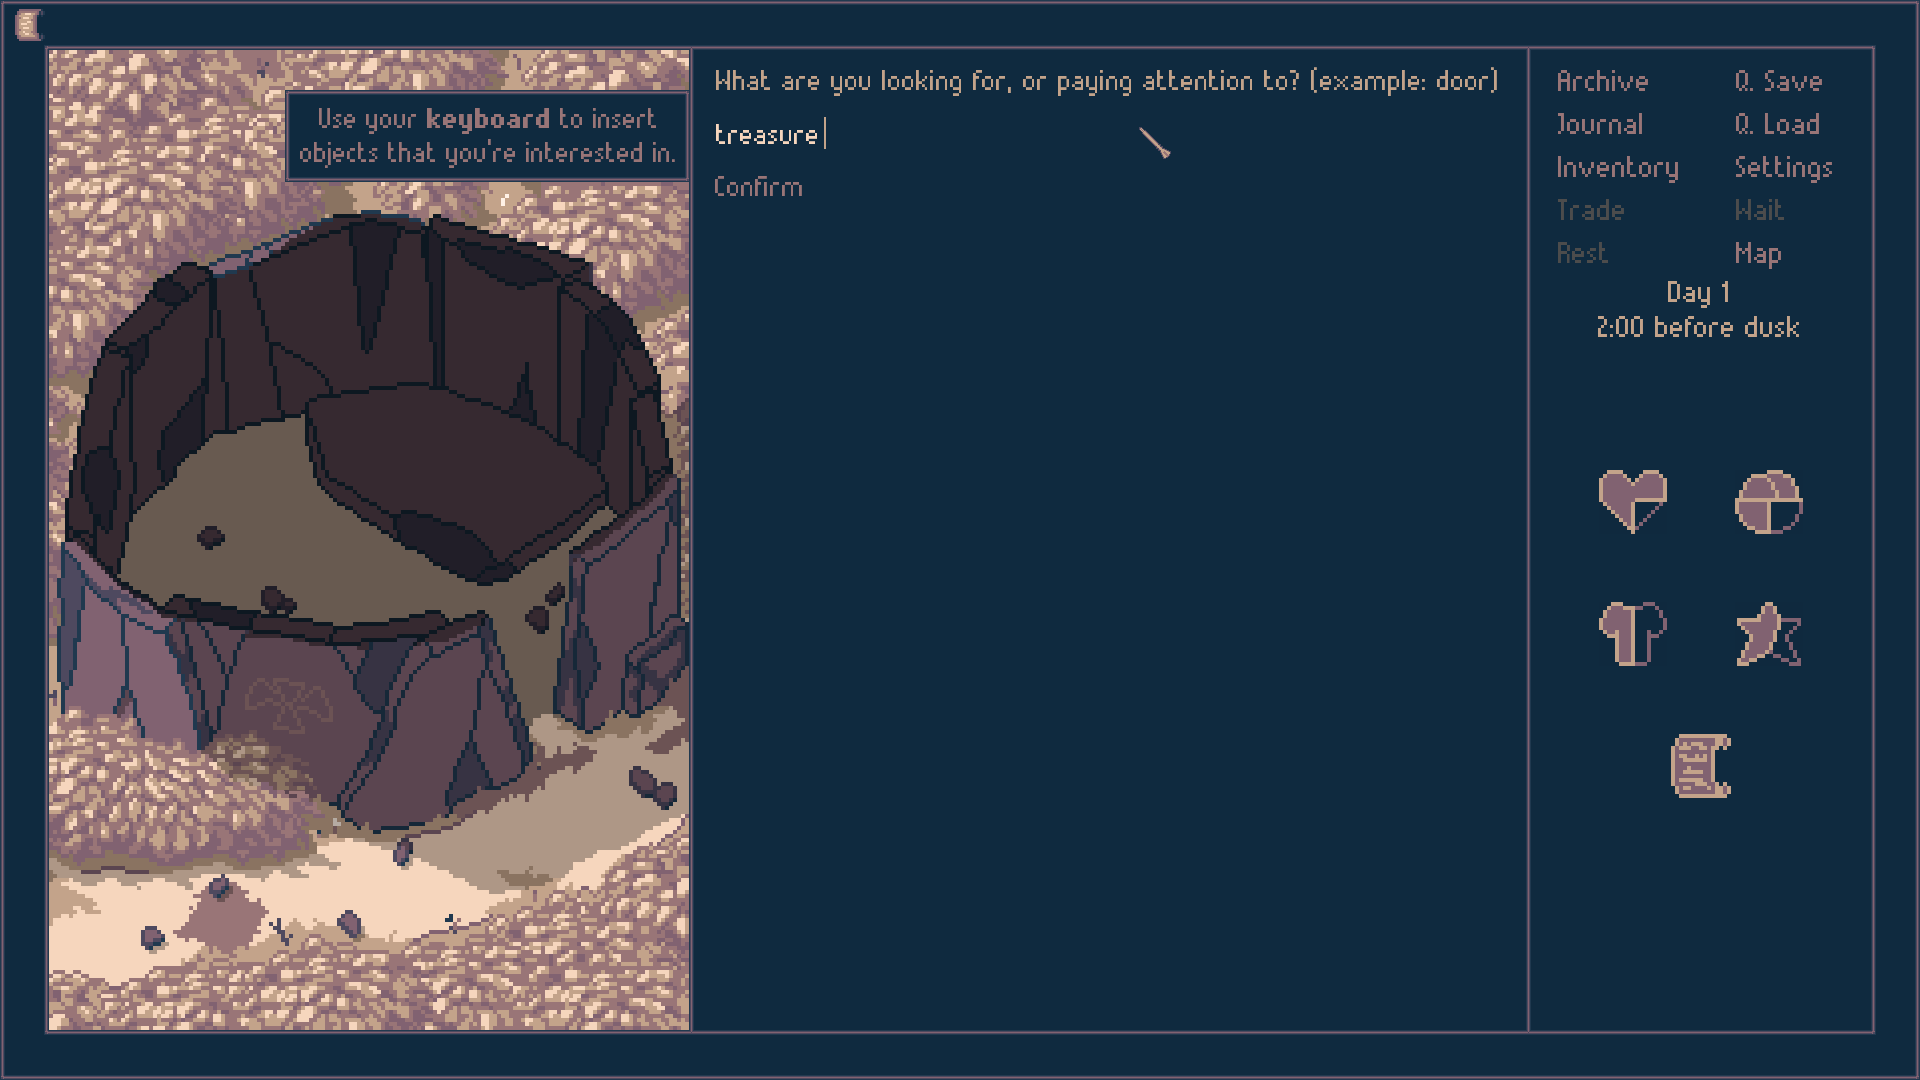 Use your keyboard to insert
objects that you're interested in.
What are you looking for, or paying attention to? (example: door)
treasure
Confirm
Archive
Q. Save
Journal
Q. Load
Inventory
Settings
Trade
Wait
Rest
Map
Day 1
2:00 before dusk